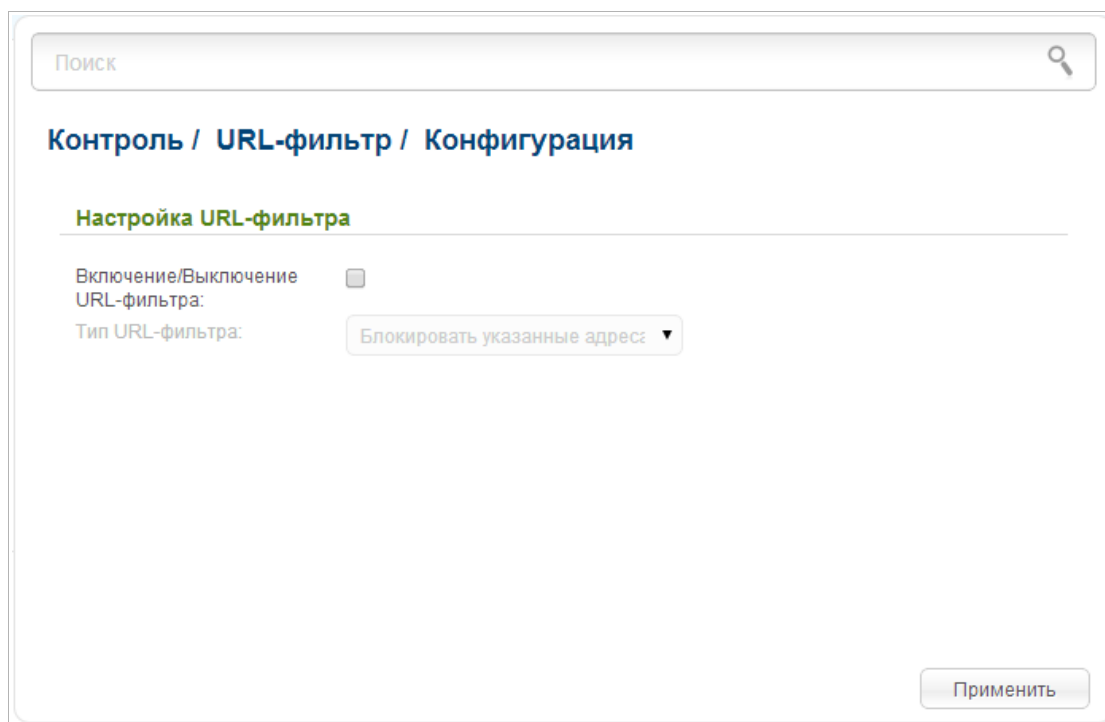 Поиск
Контроль / URL-фильтр / Конфигурация
Настройка URL-фильтра
Включение/Выключение
URL-фильтра:
Тип URL-фильтра:
Блокировать указанные адреса
Применить